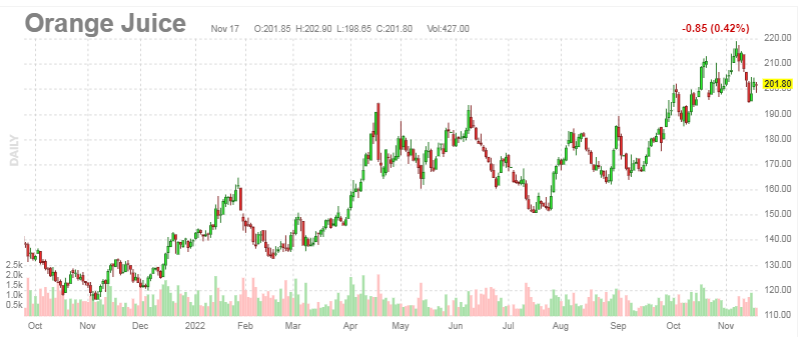 Orange Juice Nov 17 O:201.85 H:202.90 L:198.65 C:201.80 Vol:427.00 -0.85 (0.42%)
220.00
210.00
201.80
200.00
190.00
180.00
170.00
160.00
150.00
140.00
130.00
120.00
110.00
DAILY
2.5k
2.0k
1.5k
1.0k
0.5k
Oct Nov Dec 2022 Feb Mar Apr May Jun Jul Aug Sep Oct Nov